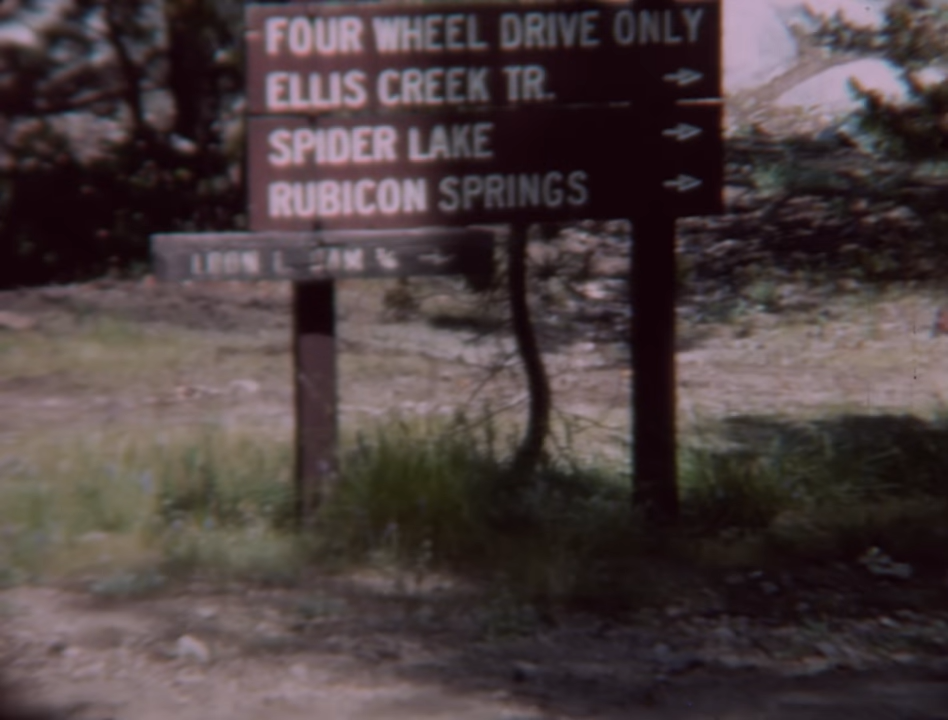 FOUR WHEEL DRIVE ONLY
ELLIS CREEK TR.
SPIDER LAKE
RUBICON SPRINGS